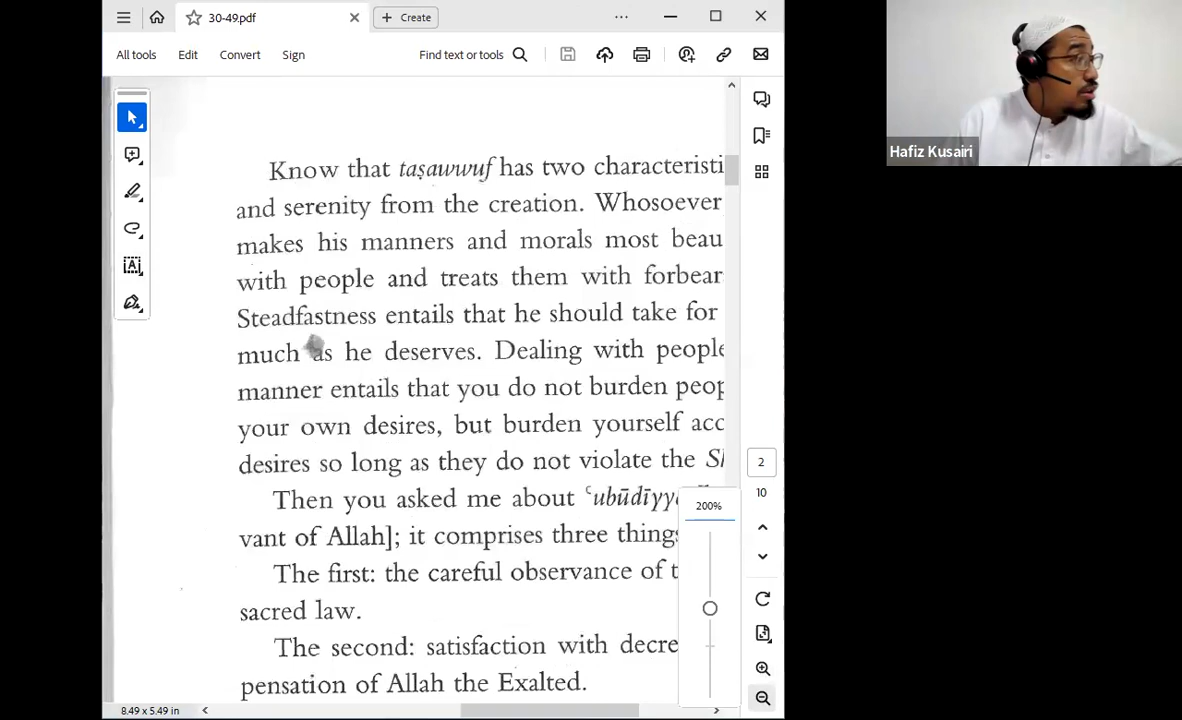 30-49.pdf
Create
All tools
Edit
Convert
Sign
Find text or tools
Hafiz Kusairi
Know that taṣawwuf has two characteristi
and serenity from the creation. Whosoever
makes his manners and morals most beau
with people and treats them with forbear
Steadfastness entails that he should take for
much as he deserves. Dealing with people
manner entails that you do not burden peop
your own desires, but burden yourself acc
desires so long as they do not violate the Sh
Then you asked me about ʿubūdīyya
vant of Allah]; it comprises three things
The first: the careful observance of t
sacred law.
The second: satisfaction with decre
pensation of Allah the Exalted.
2
10
200%
8.49 x 5.49 in